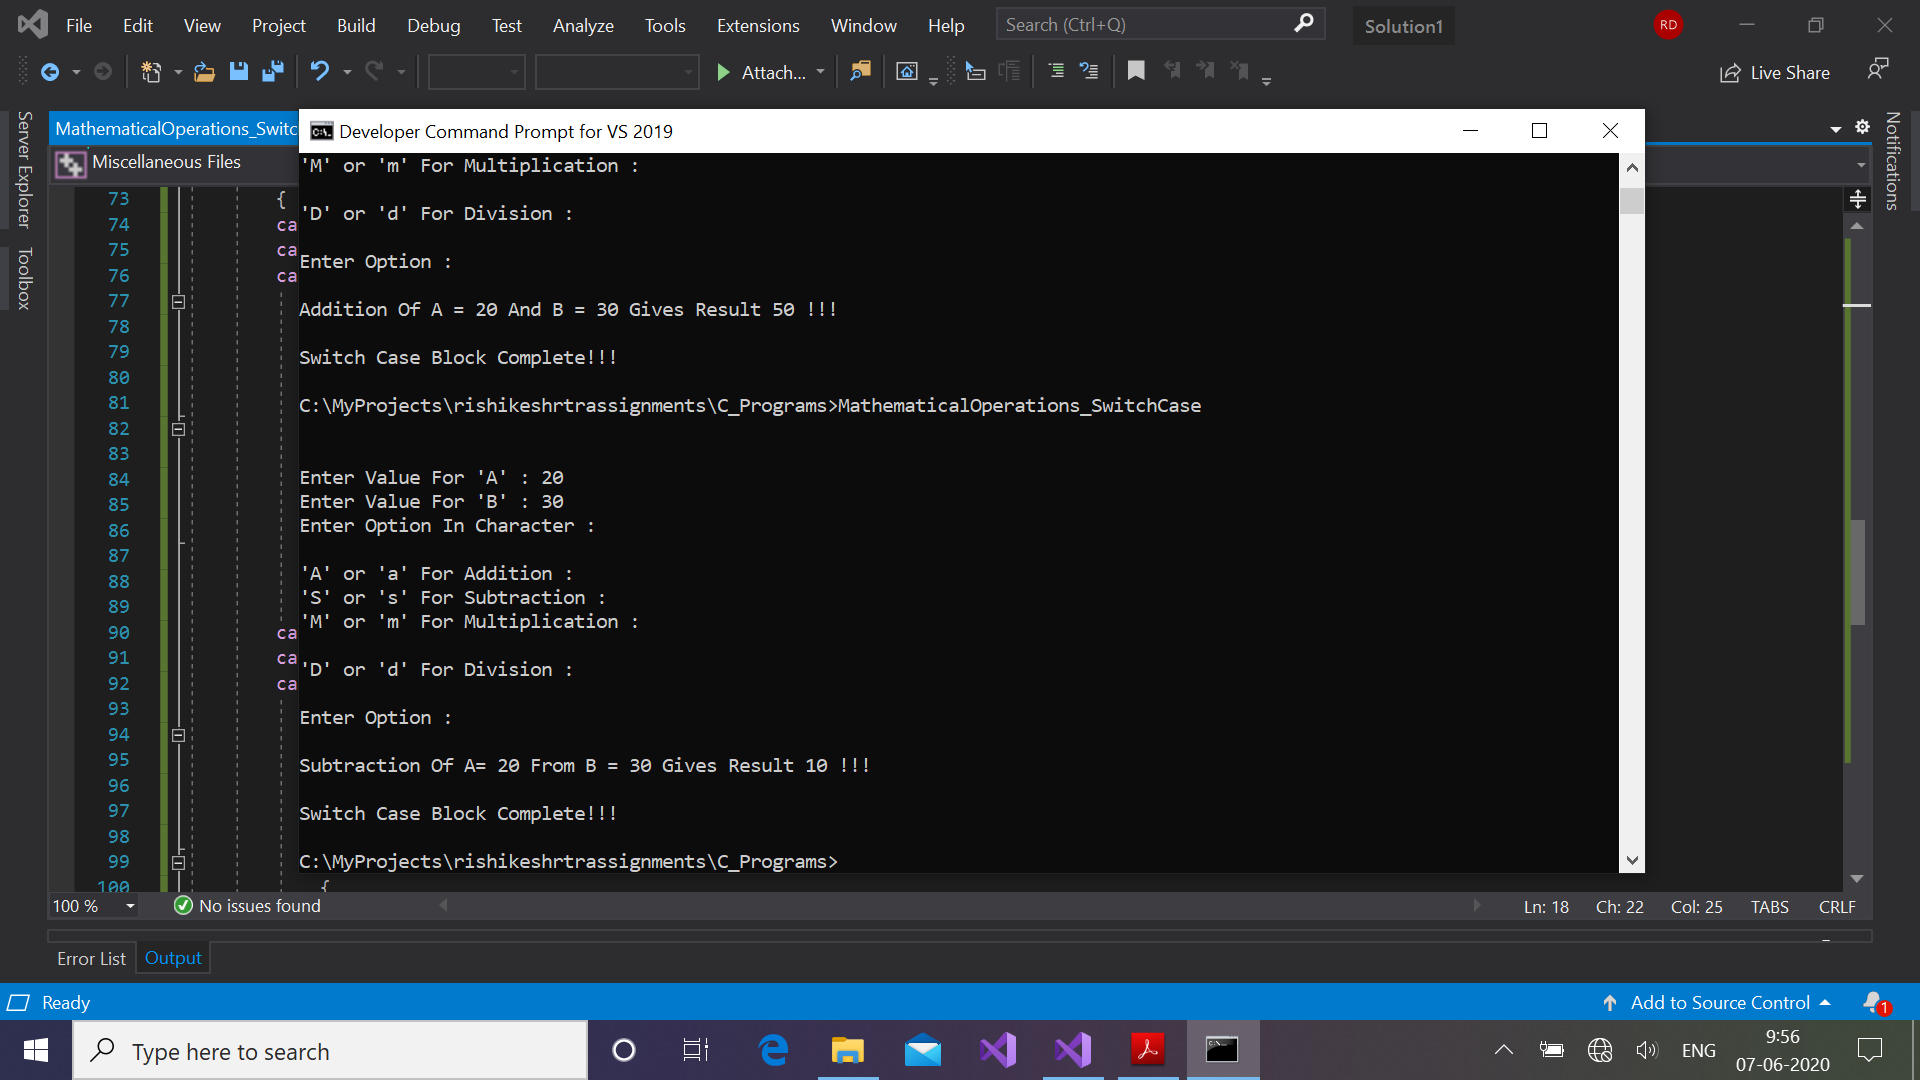 File Edit View Project Build Debug Test Analyze Tools Extensions Window Help Search (Ctrl+Q) Solution1 RD
Attach... Live Share
Server Explorer
Toolbox
Notifications
MathematicalOperations_Switc
Miscellaneous Files
73 {
74 ca
75 ca
76 ca
77
78
79
80
81
82
83
84
85
86
87
88
89
90 ca
91 ca
92 ca
93
94
95
96
97
98
99
100 {
Developer Command Prompt for VS 2019
'M' or 'm' For Multiplication :
'D' or 'd' For Division :
Enter Option :
Addition Of A = 20 And B = 30 Gives Result 50 !!!
Switch Case Block Complete!!!
C:\MyProjects\rishikeshrtrassignments\C_Programs>MathematicalOperations_SwitchCase
Enter Value For 'A' : 20
Enter Value For 'B' : 30
Enter Option In Character :
'A' or 'a' For Addition :
'S' or 's' For Subtraction :
'M' or 'm' For Multiplication :
'D' or 'd' For Division :
Enter Option :
Subtraction Of A= 20 From B = 30 Gives Result 10 !!!
Switch Case Block Complete!!!
C:\MyProjects\rishikeshrtrassignments\C_Programs>
100 % No issues found Ln: 18 Ch: 22 Col: 25 TABS CRLF
Error List Output
Ready Add to Source Control 1
Type here to search ENG 9:56
07-06-2020